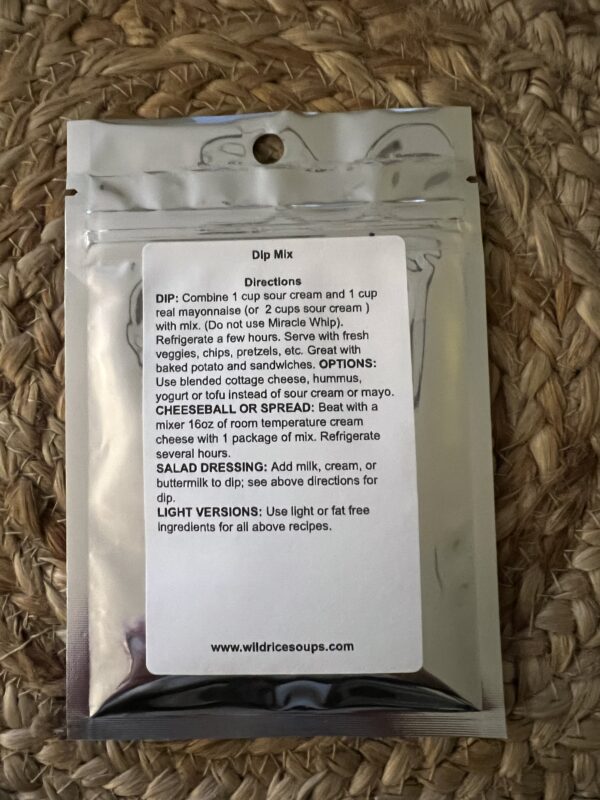 Dip Mix
Directions
DIP: Combine 1 cup sour cream and 1 cup
real mayonnaise (or 2 cups sour cream )
with mix. (Do not use Miracle Whip).
Refrigerate a few hours. Serve with fresh
veggies, chips, pretzels, etc. Great with
baked potato and sandwiches. OPTIONS:
Use blended cottage cheese, hummus,
yogurt or tofu instead of sour cream or mayo.
CHEESEBALL OR SPREAD: Beat with a
mixer 16oz of room temperature cream
cheese with 1 package of mix. Refrigerate
several hours.
SALAD DRESSING: Add milk, cream, or
buttermilk to dip; see above directions for
dip.
LIGHT VERSIONS: Use light or fat free
ingredients for all above recipes.
www.wildricesoups.com